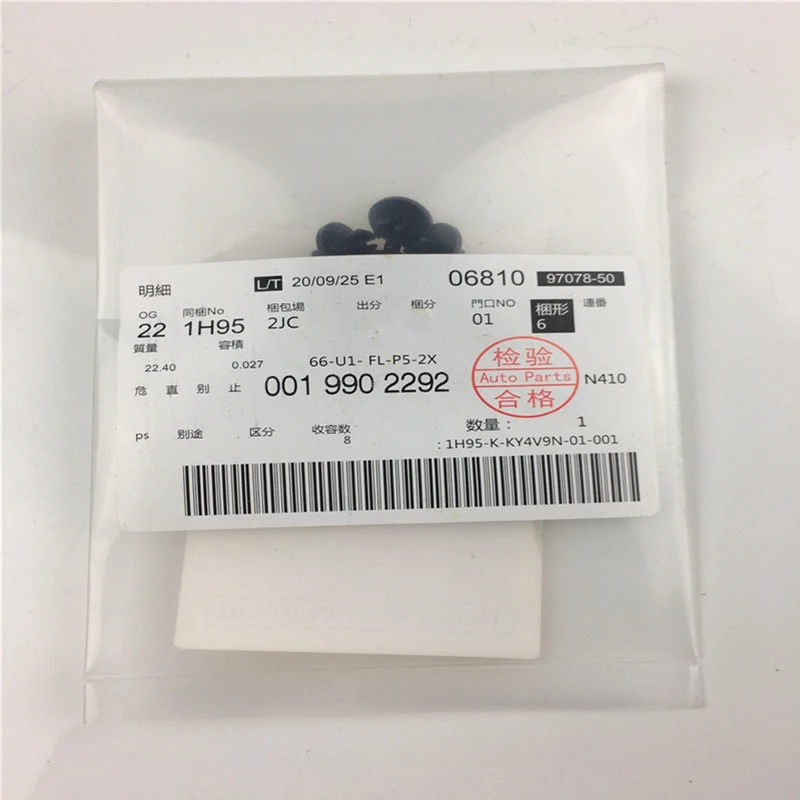 明細 L/T 20/09/25 E1 06810 97078-50
OG 同梱No 梱包場 出分 梱分 門口NO 梱形 連番
22 1H95 2JC 01 6
質量 容積
22.40 0.027 66-U1- FL-P5-2X
危 直 別 止 001 990 2292 N410
检验
Auto Parts
合格
数量： 1
ps 别途 区分 收容数
8 : 1H95-K-KY4V9N-01-001